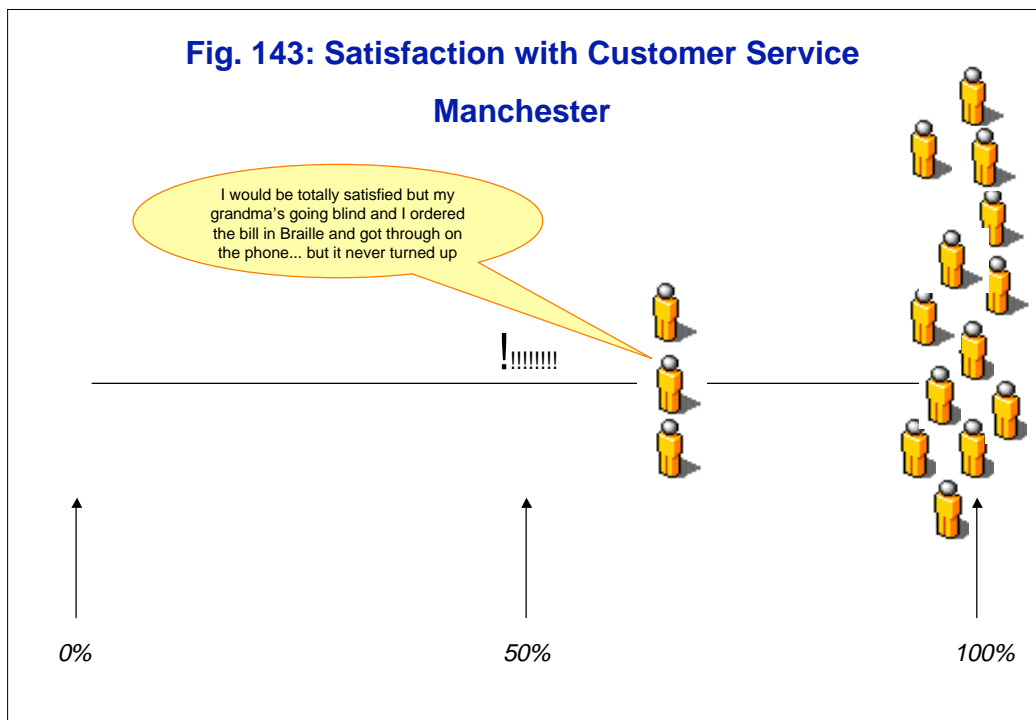 Fig. 143: Satisfaction with Customer Service
Manchester
I would be totally satisfied but my
grandma's going blind and I ordered
the bill in Braille and got through on
the phone... but it never turned up
!!!!!!!!!
0%
50%
100%